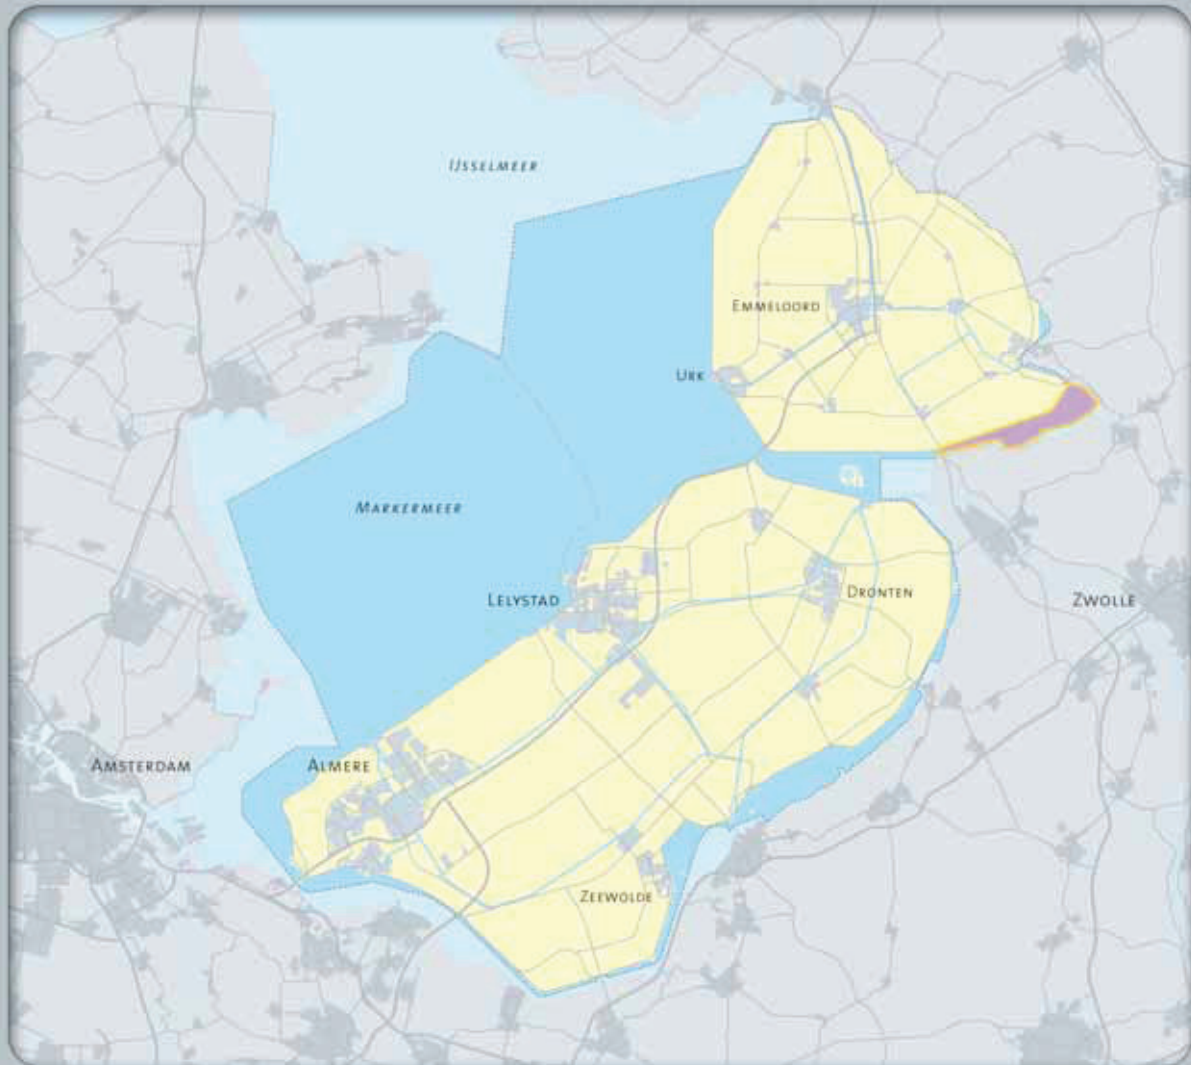 IJSSELMEER
EMMELOORD
URK
MARKERMEER
LELYSTAD
DRONTEN
ZWOLLE
AMSTERDAM
ALMERE
ZEEWOLDE